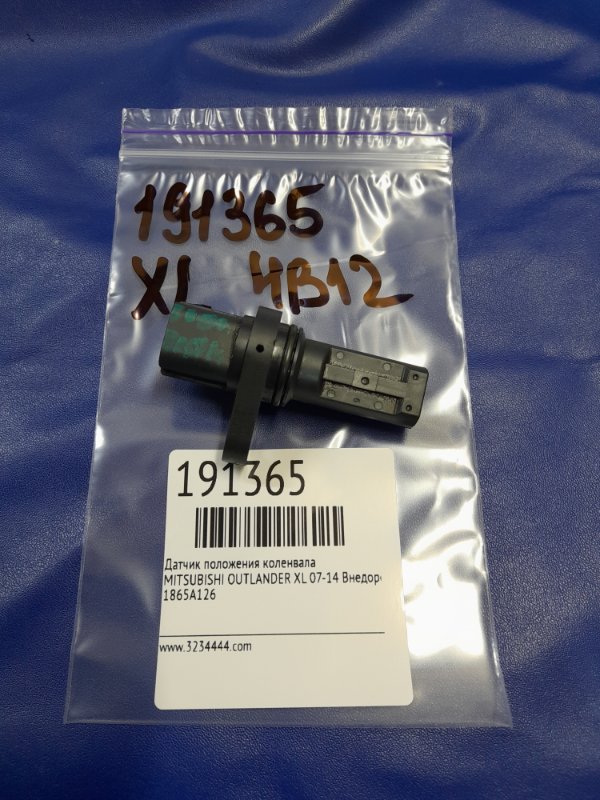 191365
XL 4B12
191365
Датчик положения коленвала
MITSUBISHI OUTLANDER XL 07-14 Внедор
1865A126
www.3234444.com